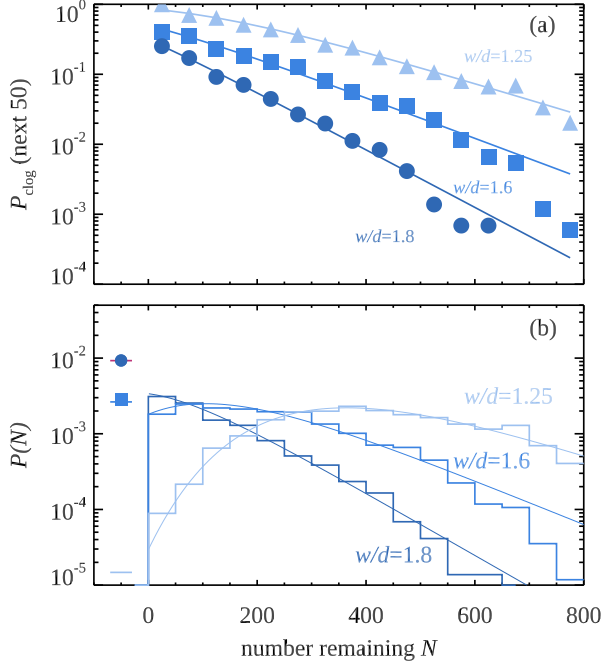 10^0
(a)
w/d=1.25
10^-1
10^-2
w/d=1.6
10^-3
w/d=1.8
10^-4
P_clog (next 50)
(b)
10^-2
w/d=1.25
10^-3
w/d=1.6
10^-4
w/d=1.8
10^-5
P(N)
0 200 400 600 800
number remaining N